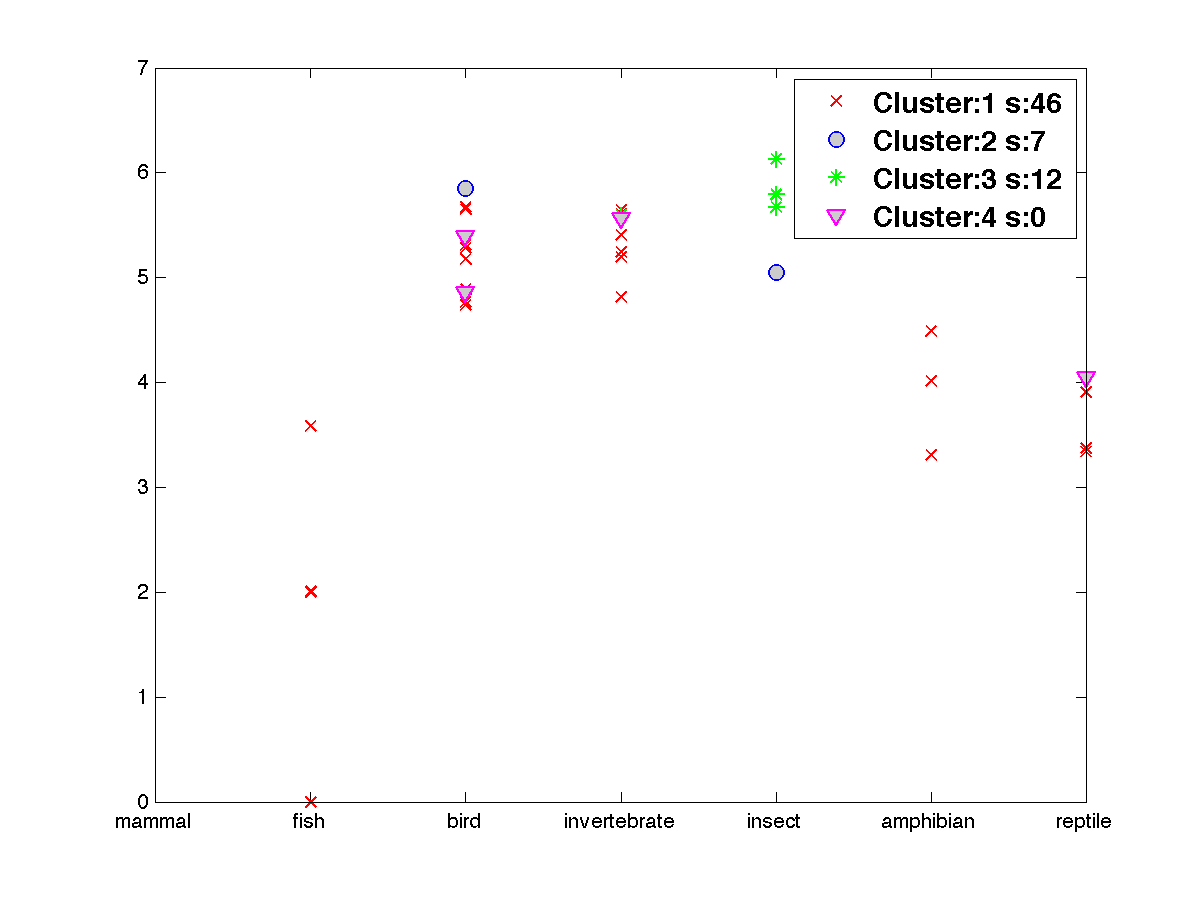 7
6
5
4
3
2
1
0
Cluster:1 s:46
Cluster:2 s:7
Cluster:3 s:12
Cluster:4 s:0
mammal fish bird invertebrate insect amphibian reptile